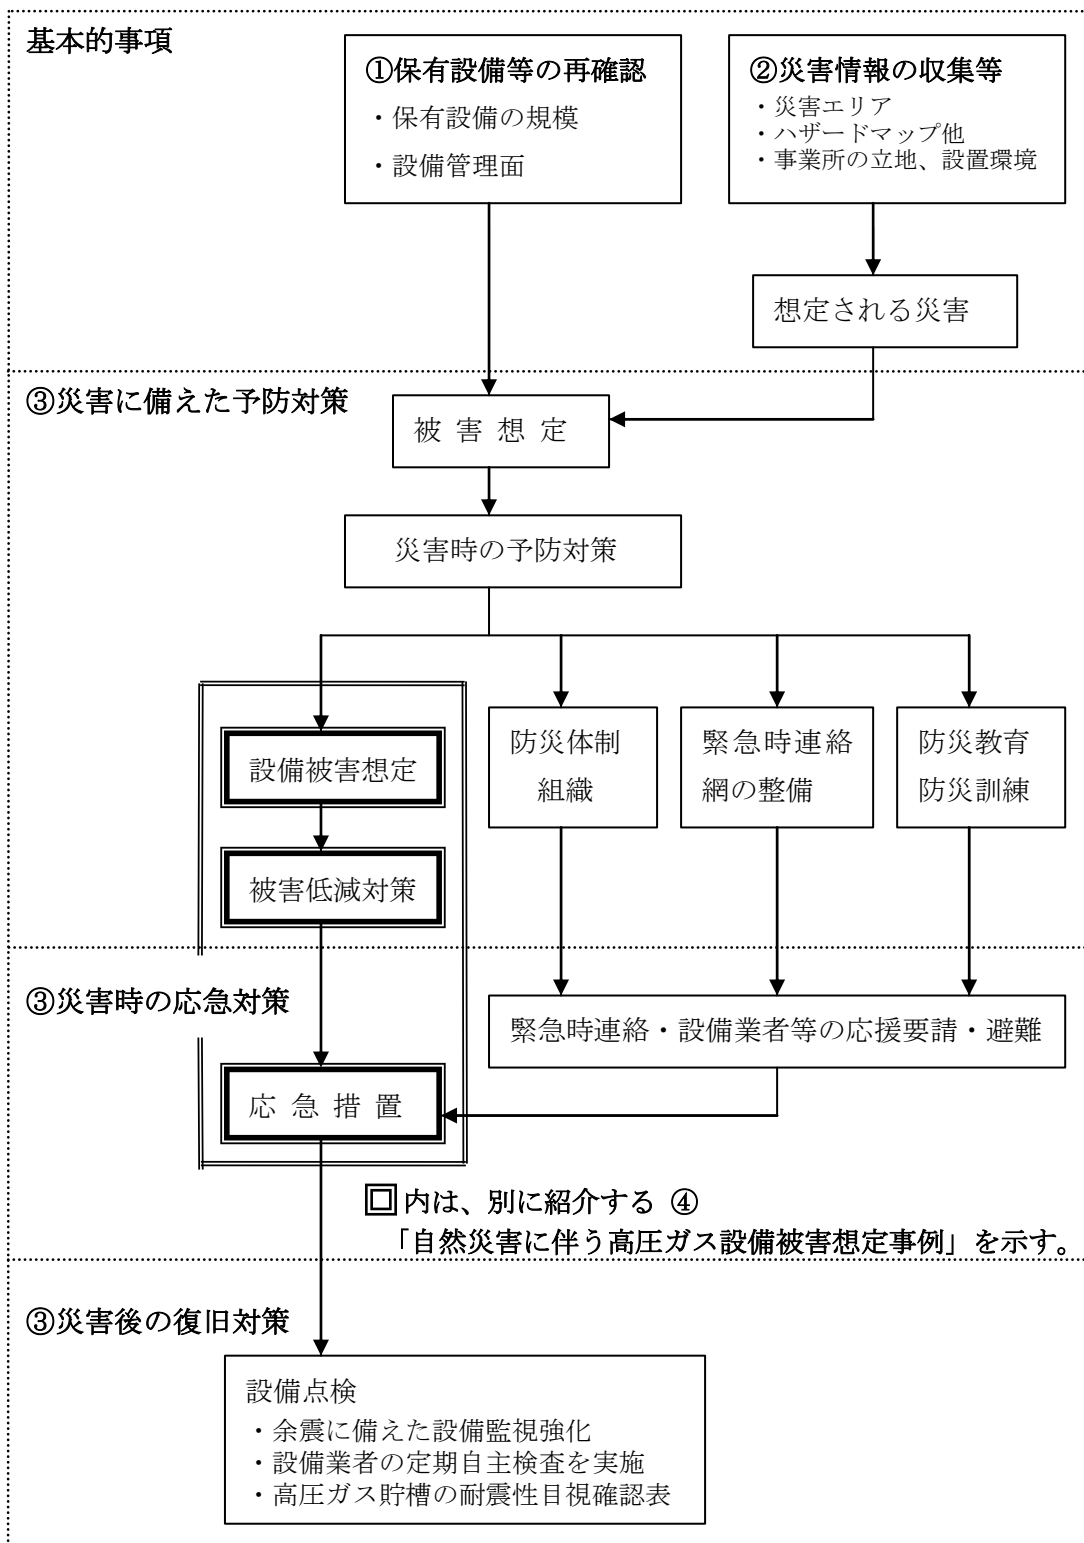 基本的事項
①保有設備等の再確認
・保有設備の規模
・設備管理面
②災害情報の収集等
・災害エリア
・ハザードマップ他
・事業所の立地、設置環境
想定される災害
③災害に備えた予防対策
被 害 想 定
災害時の予防対策
設備被害想定
被害低減対策
防災体制
組織
緊急時連絡
網の整備
防災教育
防災訓練
③災害時の応急対策
緊急時連絡・設備業者等の応援要請・避難
応 急 措 置
内は、別に紹介する ④
「自然災害に伴う高圧ガス設備被害想定事例」を示す。
③災害後の復旧対策
設備点検
・余震に備えた設備監視強化
・設備業者の定期自主検査を実施
・高圧ガス貯槽の耐震性目視確認表